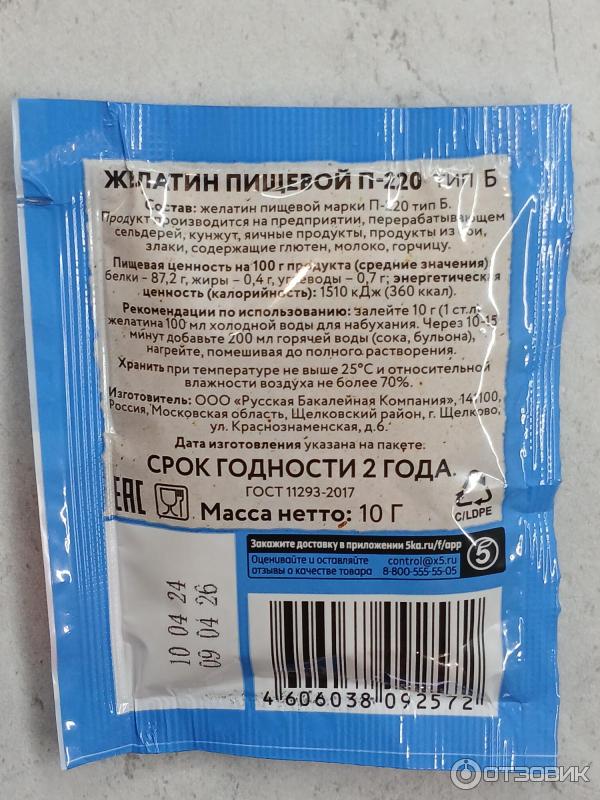 ЖЕЛАТИН ПИЩЕВОЙ П-220 ТИП Б
Состав: желатин пищевой марки П-220 тип Б.
Продукт производится на предприятии, перерабатывающем
сельдерей, кунжут, яичные продукты, продукты из сои,
злаки, содержащие глютен, молоко, горчицу.
Пищевая ценность на 100 г продукта (средние значения)
белки - 87,2 г, жиры - 0,4 г, углеводы - 0,7 г; энергетическая
ценность (калорийность): 1510 кДж (360 ккал).
Рекомендации по использованию: залейте 10 г (1 ст.л)
желатина 100 мл холодной воды для набухания. Через 10-15
минут добавьте 200 мл горячей воды (сока, бульона),
нагрейте, помешивая до полного растворения.
Хранить при температуре не выше 25°С и относительной
влажности воздуха не более 70%.
Изготовитель: ООО «Русская Бакалейная Компания», 141100,
Россия, Московская область, Щелковский район, г. Щелково,
ул. Краснознаменская, д.6.
Дата изготовления указана на пакете.
СРОК ГОДНОСТИ 2 ГОДА.
ГОСТ 11293-2017
EAC
Масса нетто: 10 Г
C/LDPE
Закажите доставку в приложении 5ka.ru/f/app
5
Оценивайте и оставляйте
отзывы о качестве товара
control@x5.ru
8-800-555-55-05
10 04 24
09 04 26
4 606038 092572
ОТЗОВИК